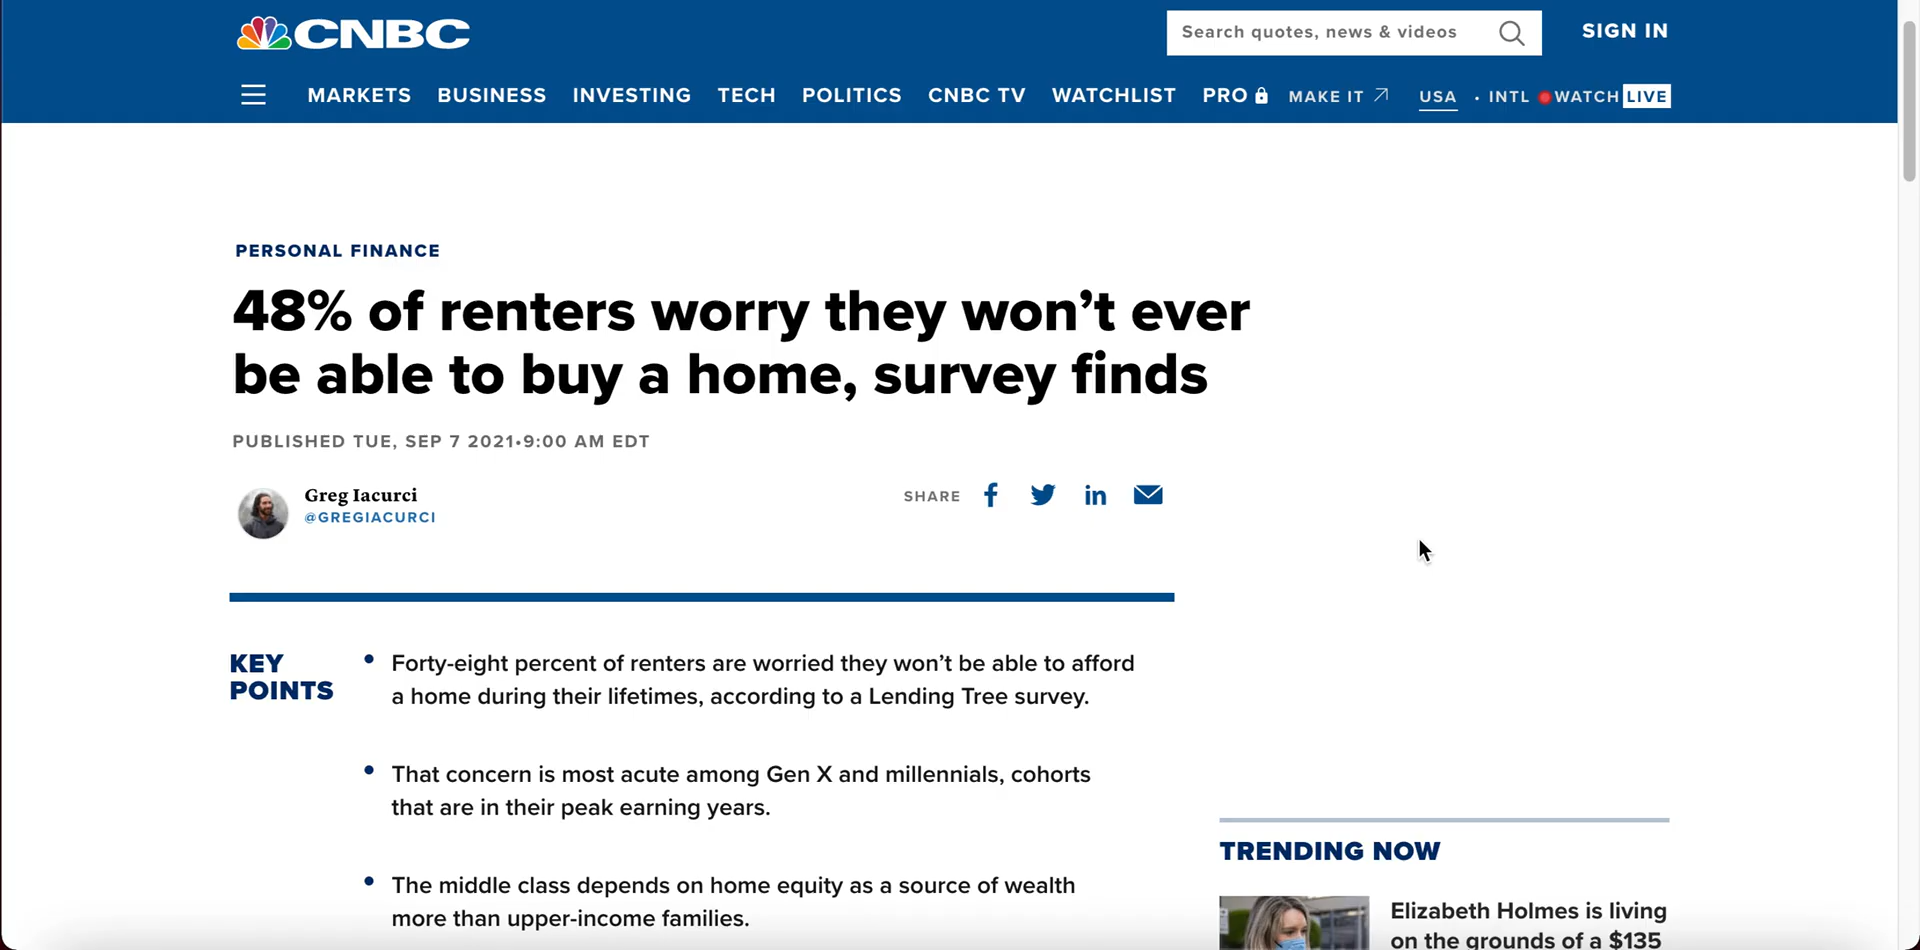 CNBC
Search quotes, news & videos
SIGN IN
MARKETS BUSINESS INVESTING TECH POLITICS CNBC TV WATCHLIST PRO MAKE IT USA • INTL WATCH LIVE
PERSONAL FINANCE
48% of renters worry they won’t ever
be able to buy a home, survey finds
PUBLISHED TUE, SEP 7 2021•9:00 AM EDT
Greg Iacurci
@GREGIACURCI
SHARE
KEY
POINTS
• Forty-eight percent of renters are worried they won’t be able to afford
a home during their lifetimes, according to a Lending Tree survey.
• That concern is most acute among Gen X and millennials, cohorts
that are in their peak earning years.
• The middle class depends on home equity as a source of wealth
more than upper-income families.
TRENDING NOW
Elizabeth Holmes is living
on the grounds of a $135